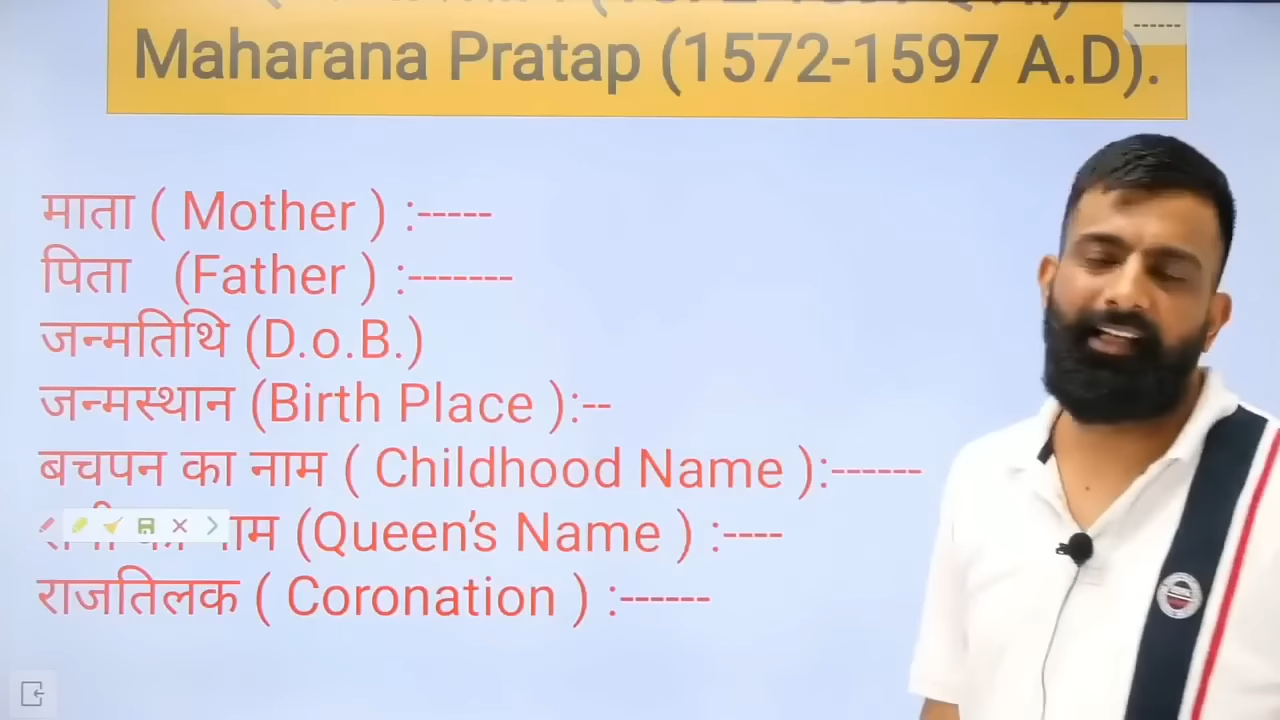 Maharana Pratap (1572-1597 A.D).
------
माता ( Mother ) :-----
पिता (Father ) :-------
जन्मतिथि (D.o.B.)
जन्मस्थान (Birth Place ):--
बचपन का नाम ( Childhood Name ):------
नाम (Queen’s Name ) :----
राजतिलक ( Coronation ) :------